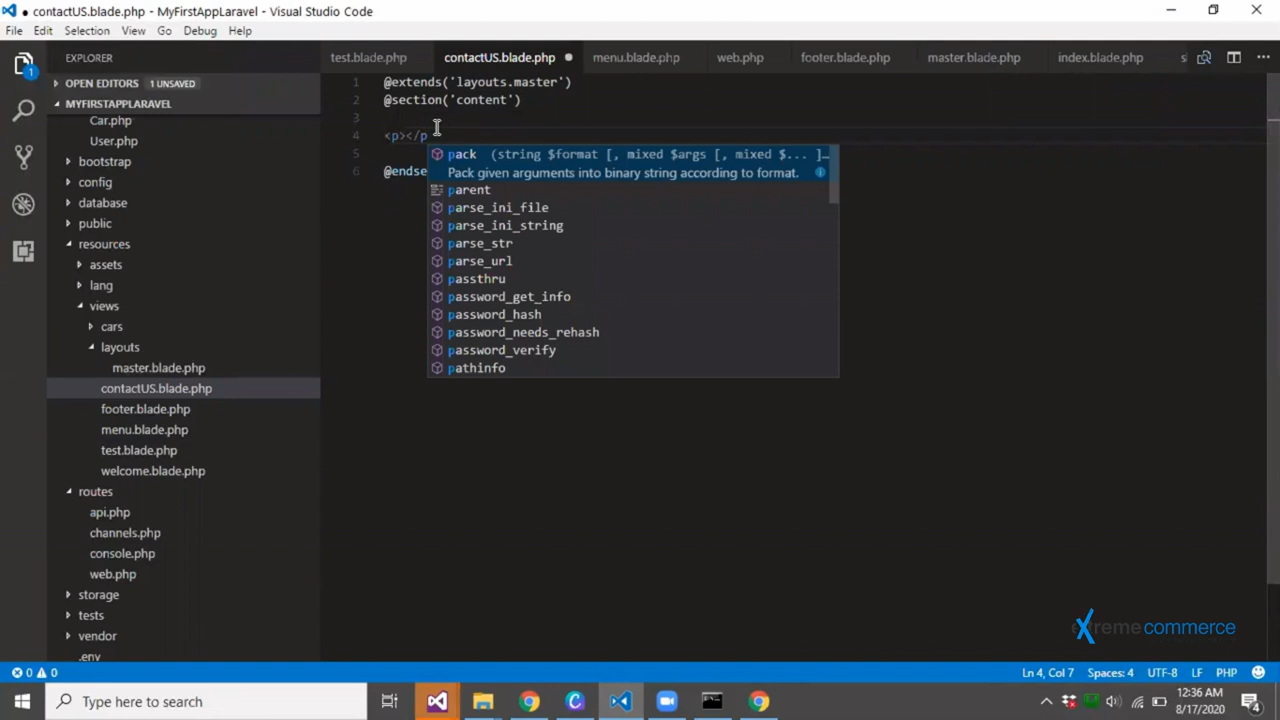 contactUS.blade.php - MyFirstAppLaravel - Visual Studio Code
File Edit Selection View Go Debug Help
EXPLORER
test.blade.php contactUS.blade.php menu.blade.php web.php footer.blade.php master.blade.php index.blade.php s
OPEN EDITORS 1 UNSAVED
MYFIRSTAPPLARAVEL
Car.php
User.php
bootstrap
config
database
public
resources
assets
lang
views
cars
layouts
master.blade.php
contactUS.blade.php
footer.blade.php
menu.blade.php
test.blade.php
welcome.blade.php
routes
api.php
channels.php
console.php
web.php
storage
tests
vendor
.env
1 @extends('layouts.master')
2 @section('content')
3
4 <p></p
5
6 @endse
pack (string $format [, mixed $args [, mixed $... ]…
Pack given arguments into binary string according to format.
parent
parse_ini_file
parse_ini_string
parse_str
parse_url
passthru
password_get_info
password_hash
password_needs_rehash
password_verify
pathinfo
extreme commerce
1
0 0 Ln 4, Col 7 Spaces: 4 UTF-8 LF PHP
Type here to search
12:36 AM
8/17/2020
4